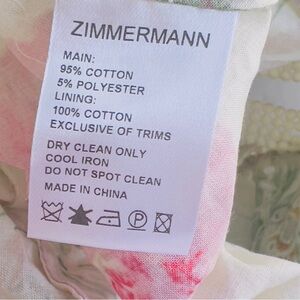 ZIMMERMANN
MAIN:
95% COTTON
5% POLYESTER
LINING:
100% COTTON
EXCLUSIVE OF TRIMS
DRY CLEAN ONLY
COOL IRON
DO NOT SPOT CLEAN
MADE IN CHINA
P